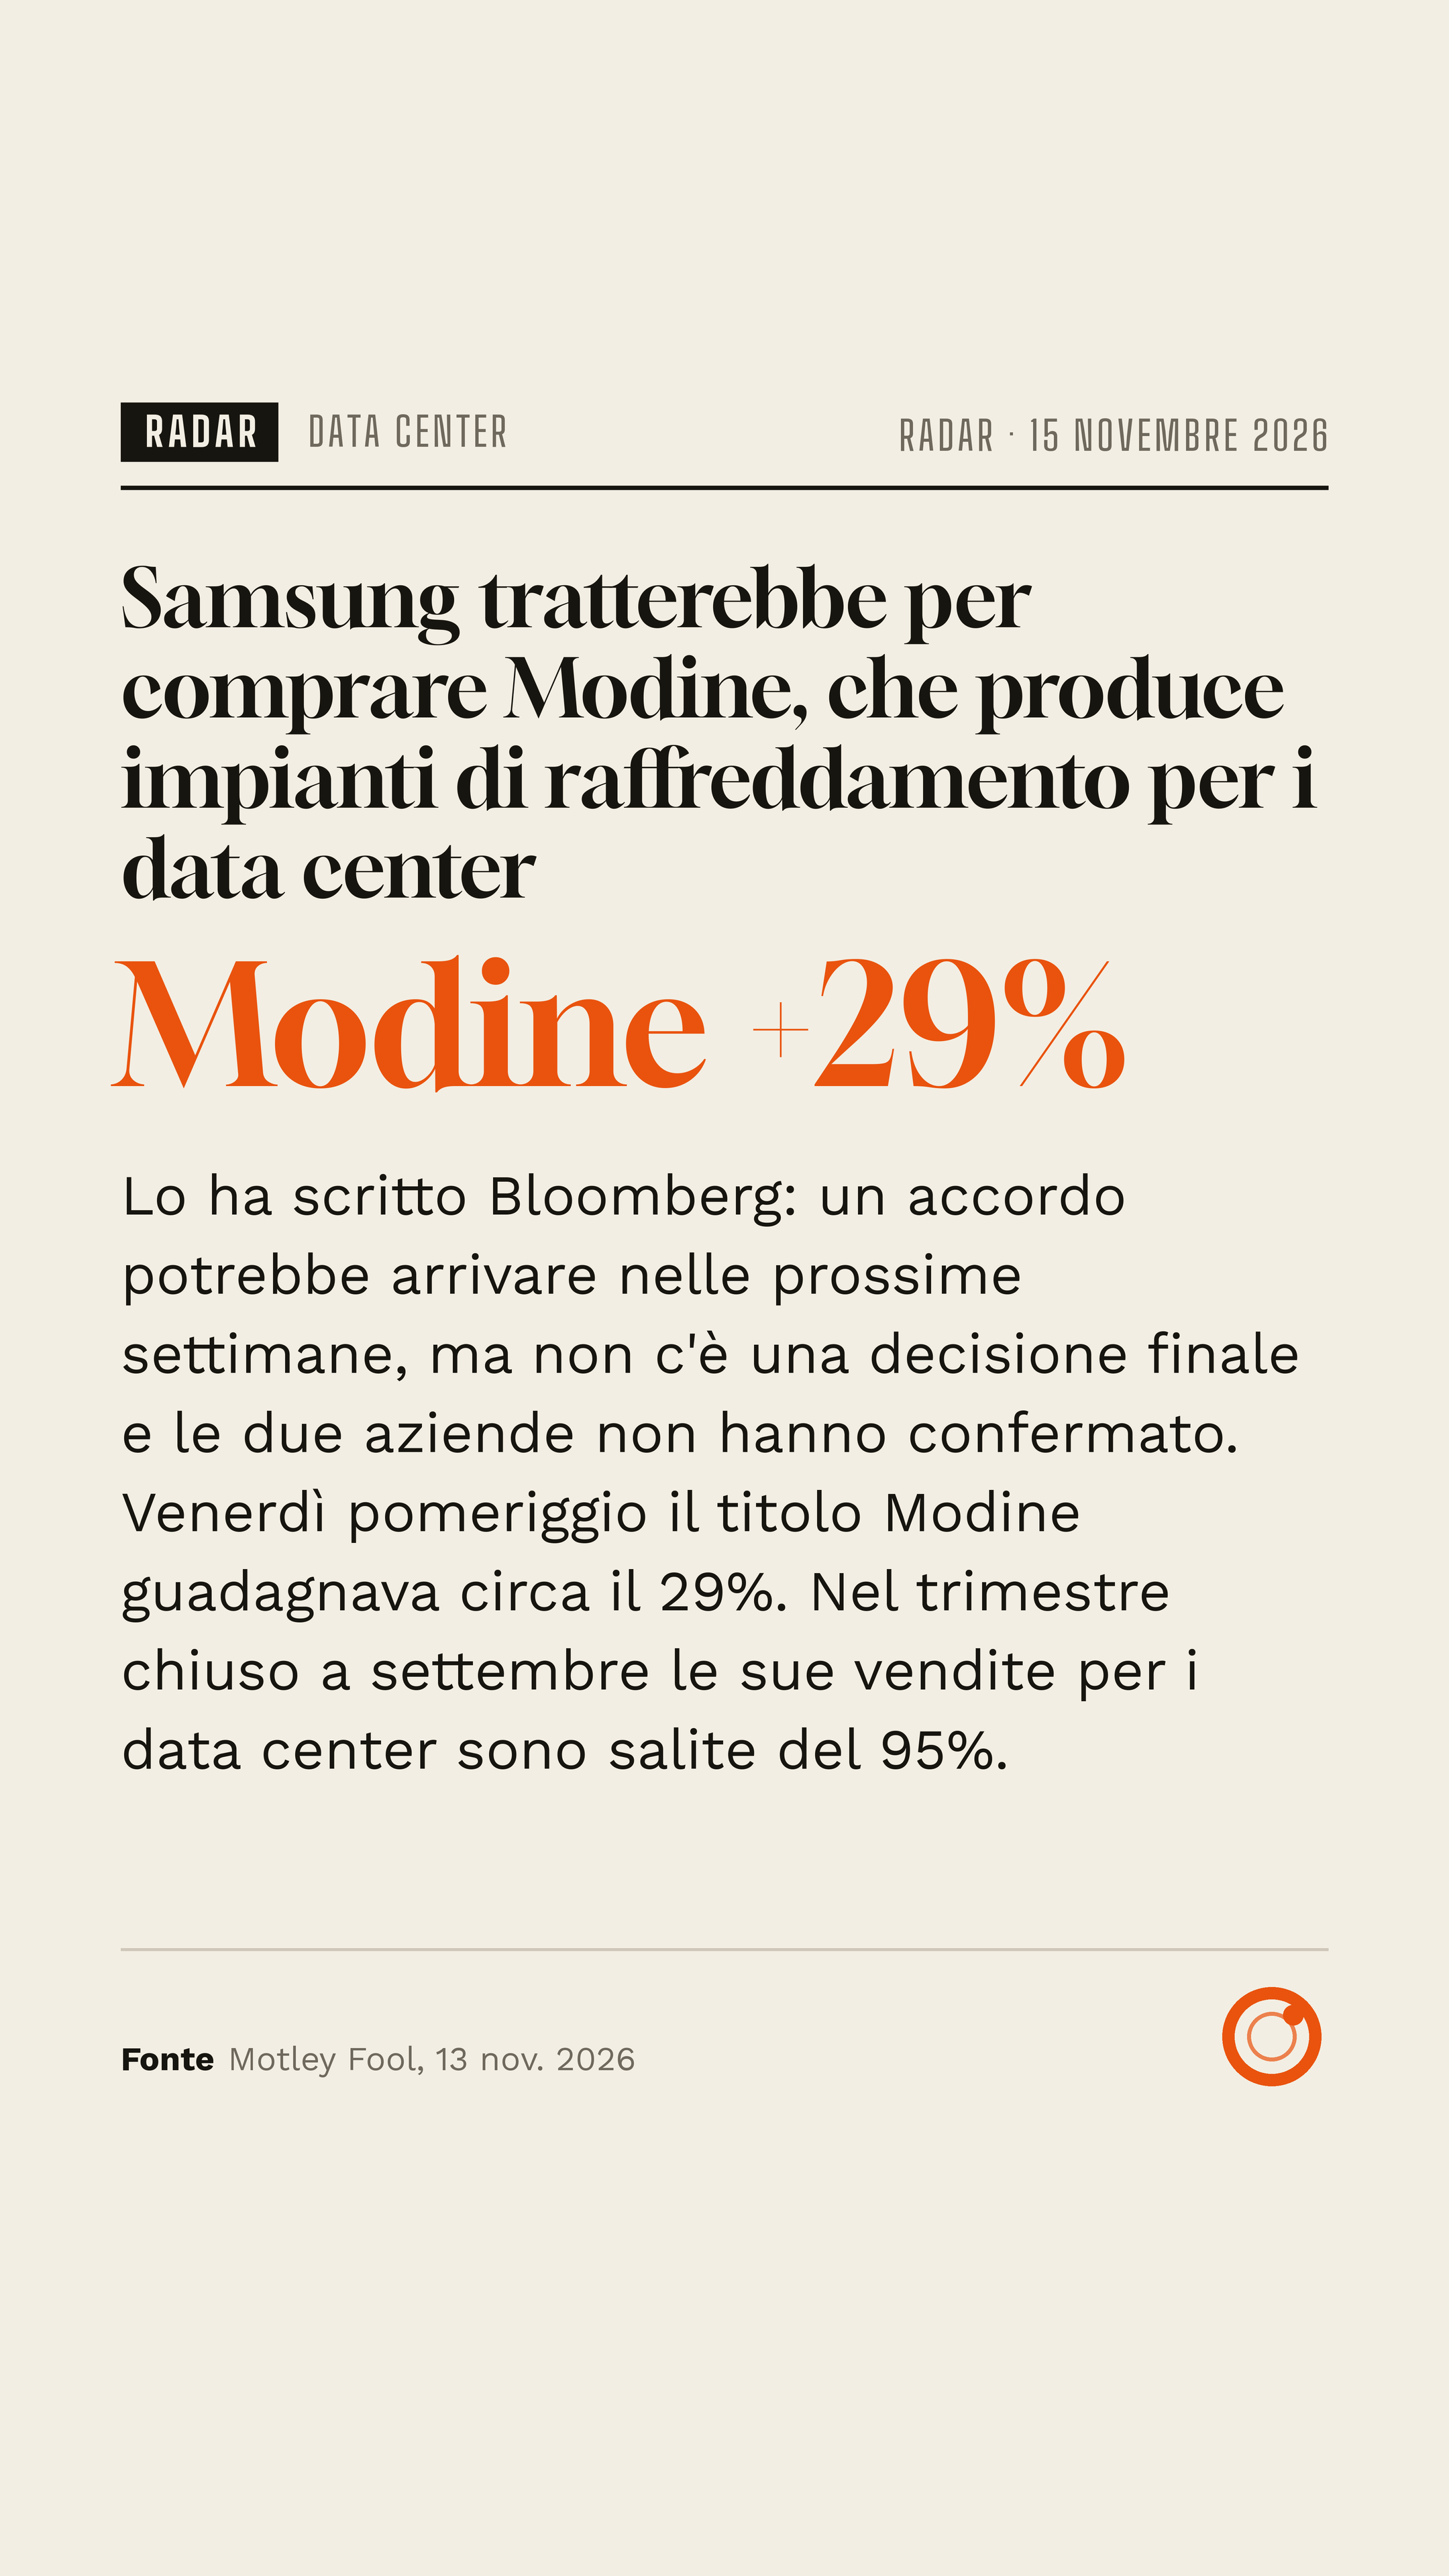 RADAR DATA CENTER RADAR · 15 NOVEMBRE 2026
Samsung tratterebbe per
comprare Modine, che produce
impianti di raffreddamento per i
data center
Modine +29%
Lo ha scritto Bloomberg: un accordo
potrebbe arrivare nelle prossime
settimane, ma non c'è una decisione finale
e le due aziende non hanno confermato.
Venerdì pomeriggio il titolo Modine
guadagnava circa il 29%. Nel trimestre
chiuso a settembre le sue vendite per i
data center sono salite del 95%.
Fonte Motley Fool, 13 nov. 2026